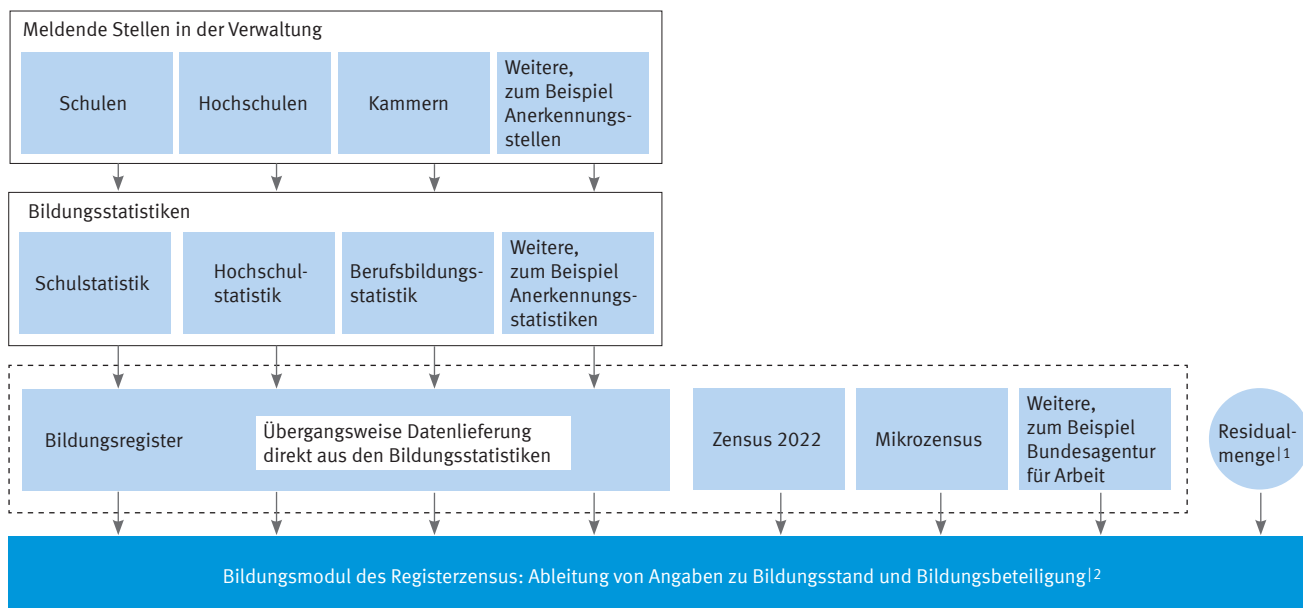 Meldende Stellen in der Verwaltung
Schulen
Hochschulen
Kammern
Weitere,
zum Beispiel
Anerkennungs-
stellen
Bildungsstatistiken
Schulstatistik
Hochschul-
statistik
Berufsbildungs-
statistik
Weitere,
zum Beispiel
Anerkennungs-
statistiken
Bildungsregister
Übergangsweise Datenlieferung
direkt aus den Bildungsstatistiken
Zensus 2022
Mikrozensus
Weitere,
zum Beispiel
Bundesagentur
für Arbeit
Residual-
menge|1
Bildungsmodul des Registerzensus: Ableitung von Angaben zu Bildungsstand und Bildungsbeteiligung|2